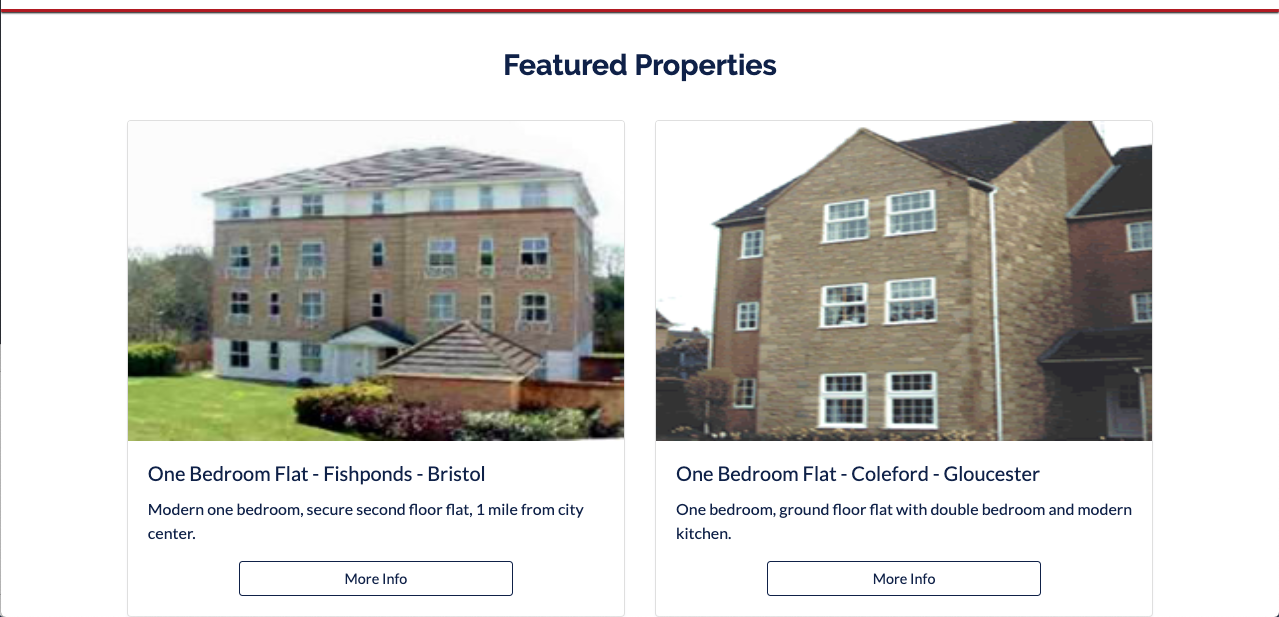 Featured Properties
One Bedroom Flat - Fishponds - Bristol
Modern one bedroom, secure second floor flat, 1 mile from city
center.
More Info
One Bedroom Flat - Coleford - Gloucester
One bedroom, ground floor flat with double bedroom and modern
kitchen.
More Info